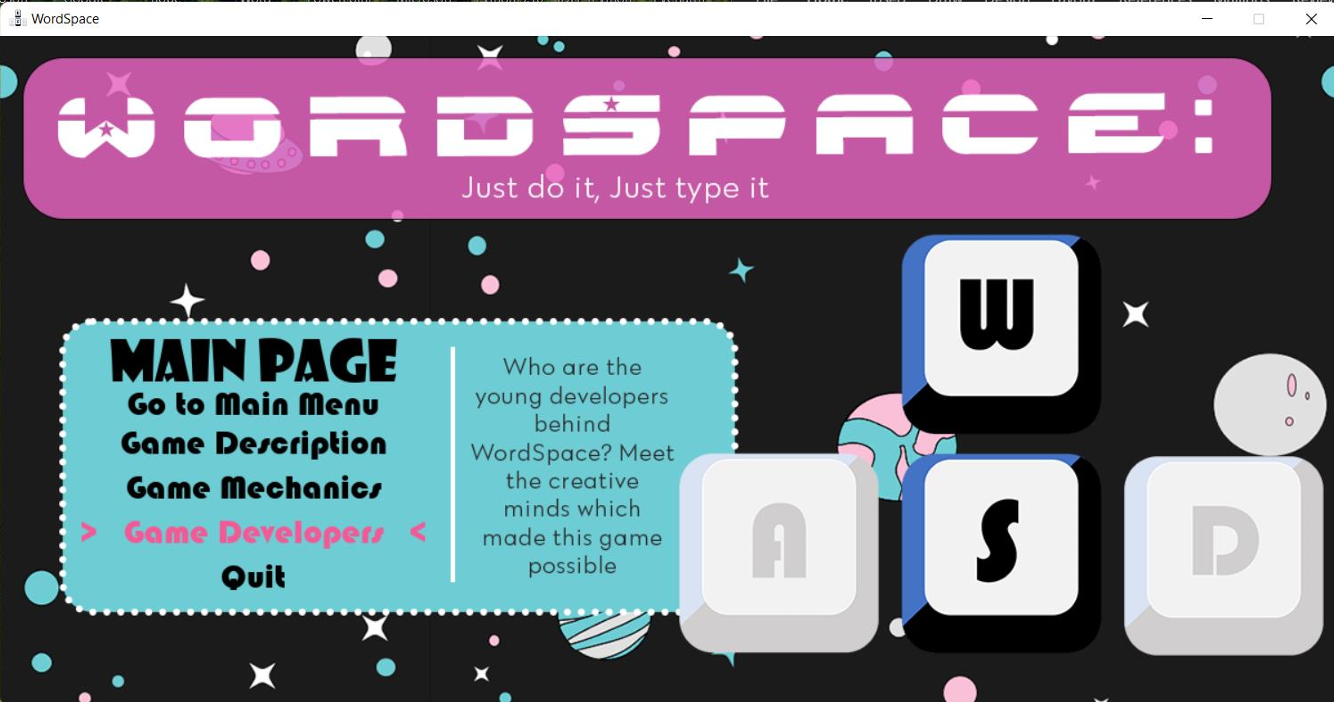 WordSpace
WORDSPACE:
Just do it, Just type it
MAIN PAGE
Go to Main Menu
Game Description
Game Mechanics
> Game Developers <
Quit
Who are the
young developers
behind
WordSpace? Meet
the creative
minds which
made this game
possible
W
A S D